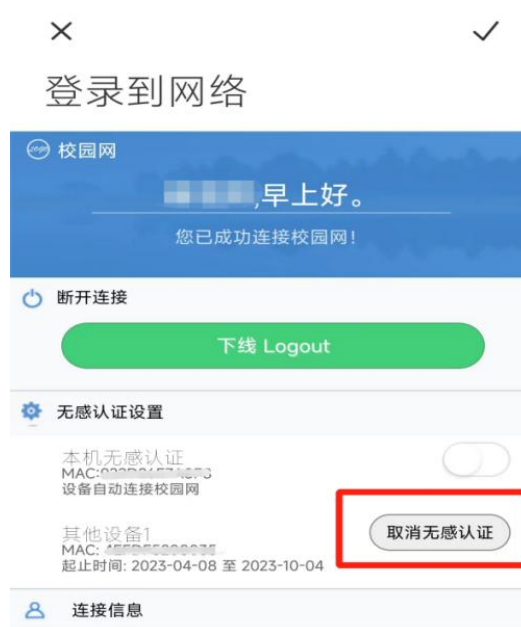 登录到网络
校园网
,早上好。
您已成功连接校园网!
断开连接
下线 Logout
无感认证设置
本机无感认证
MAC:
设备自动连接校园网
其他设备1
取消无感认证
MAC:
起止时间: 2023-04-08 至 2023-10-04
连接信息